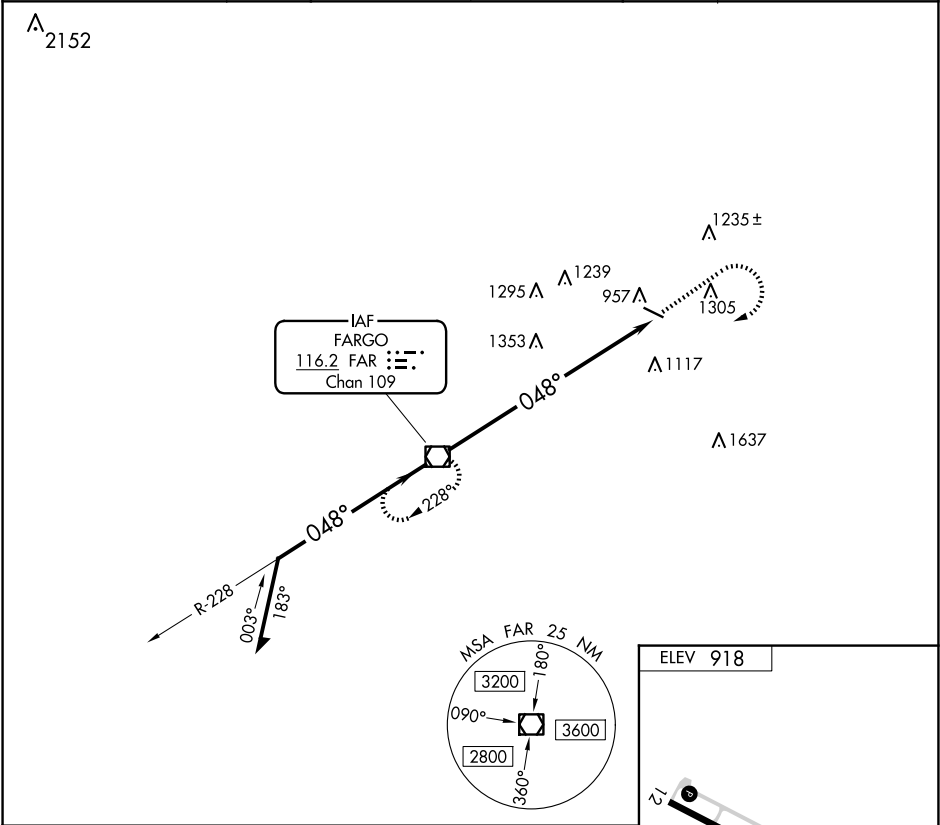 2152
1235±
1239
1295
957
1305
IAF
FARGO
116.2 FAR
Chan 109
1353
1117
048°
1637
228°
048°
R-228
003°
183°
MSA FAR 25 NM
180°
3200
090°
3600
2800
360°
ELEV 918
12
P